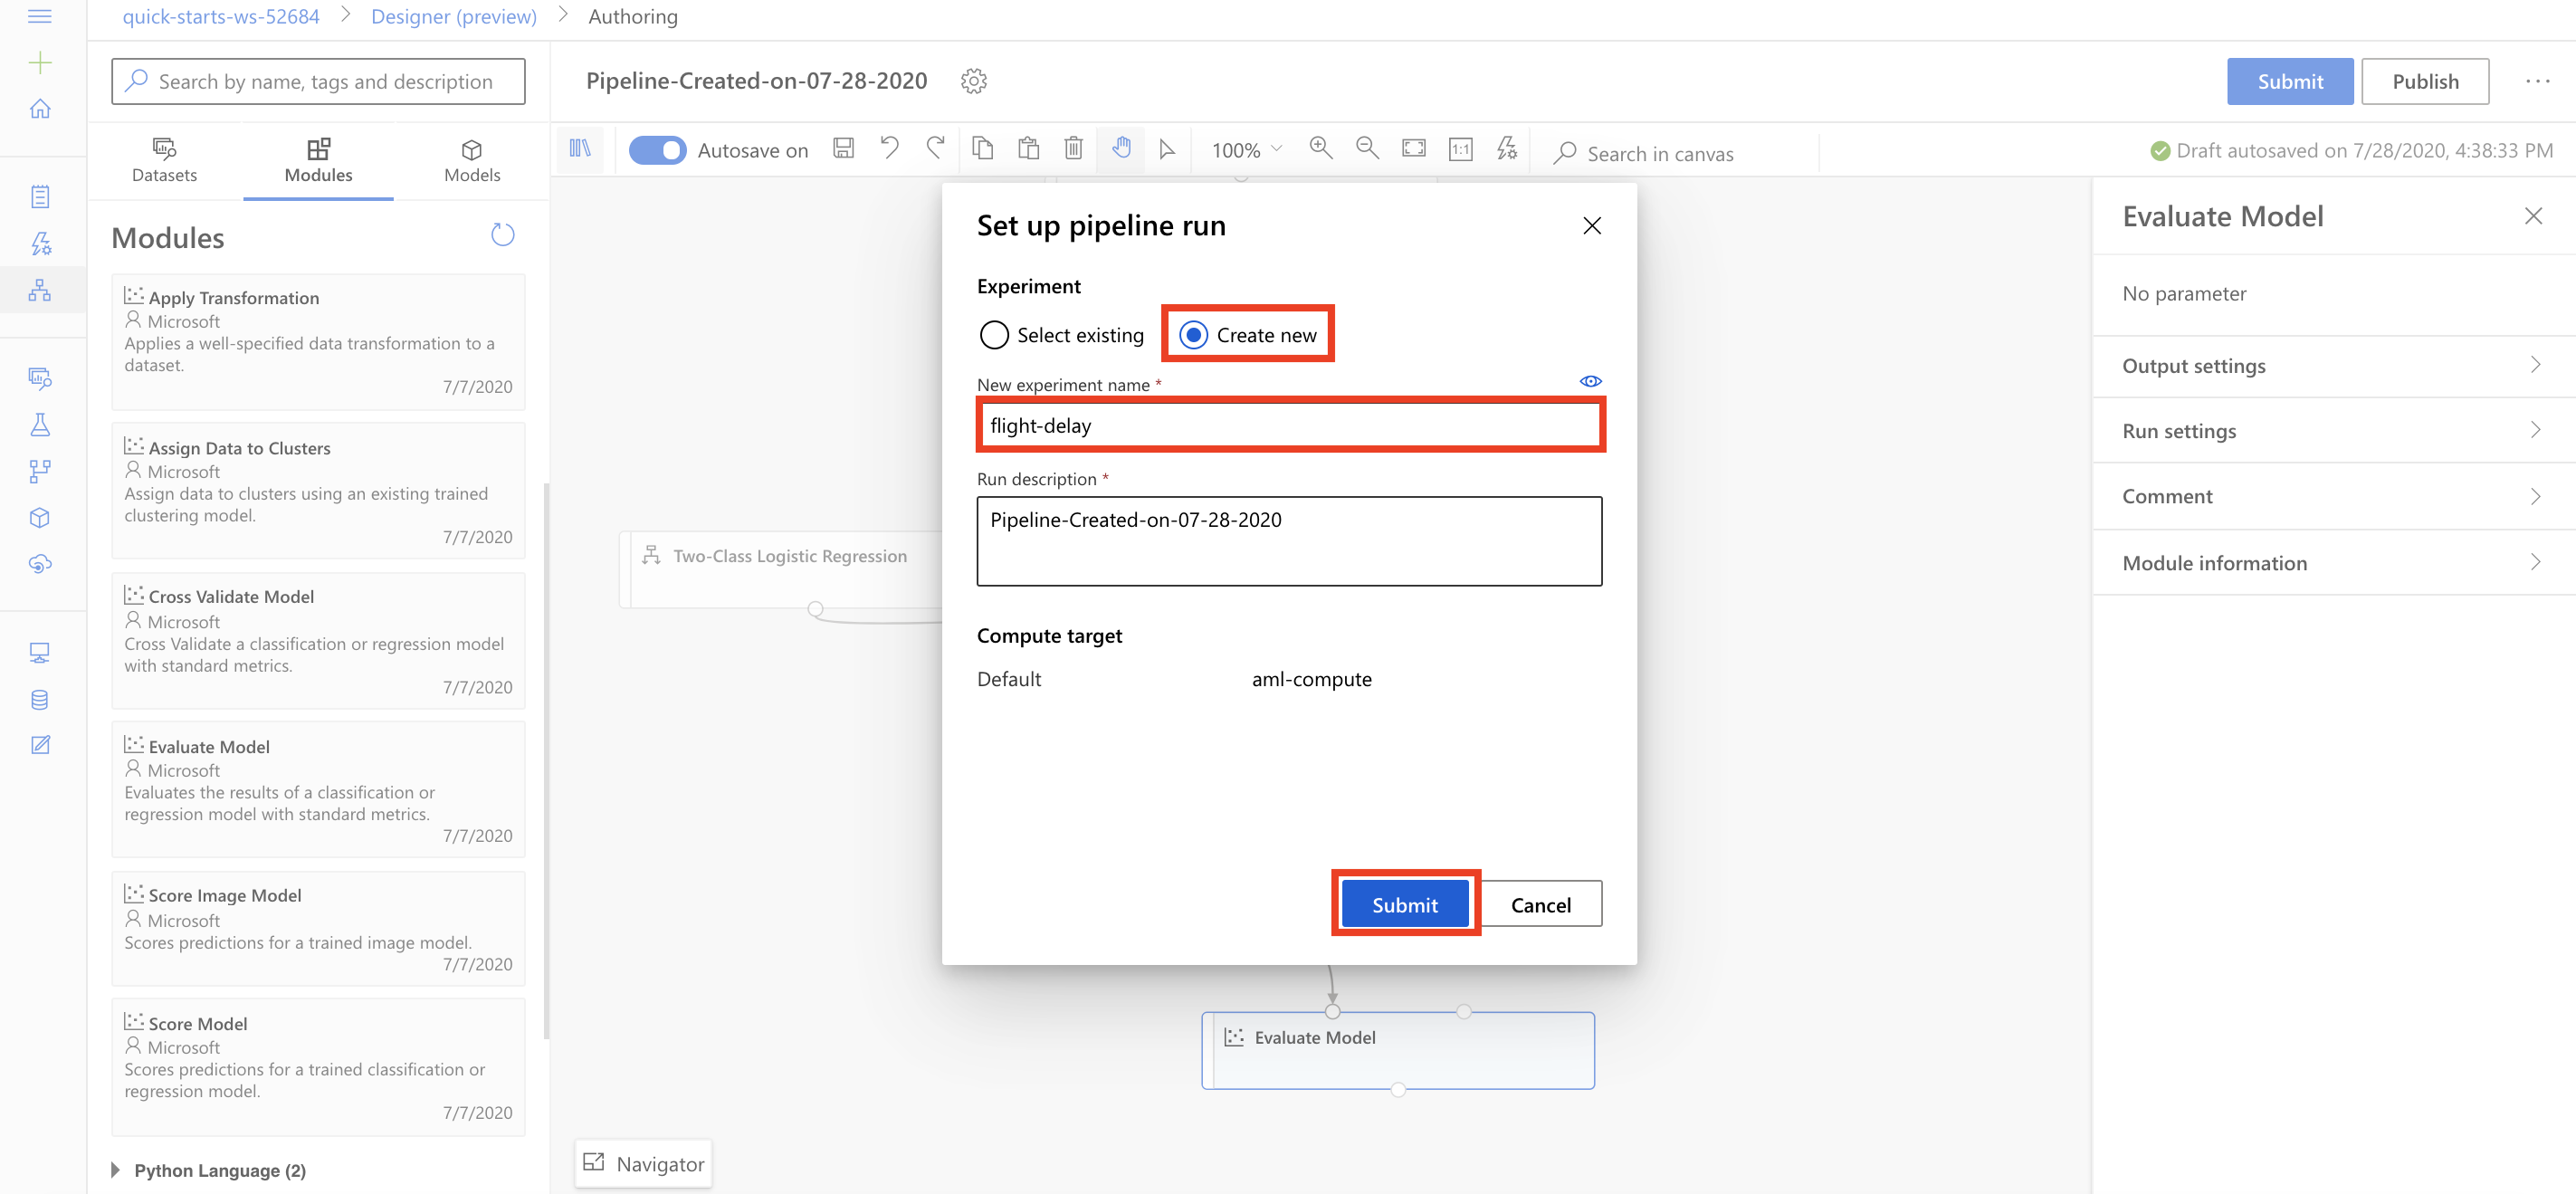 quick-starts-ws-52684 > Designer (preview) > Authoring
Search by name, tags and description
Pipeline-Created-on-07-28-2020
Submit
Publish
...
Datasets
Modules
Models
Autosave on
100%
1:1
Search in canvas
Draft autosaved on 7/28/2020, 4:38:33 PM
Modules
Apply Transformation
Microsoft
Applies a well-specified data transformation to a
dataset.
7/7/2020
Assign Data to Clusters
Microsoft
Assign data to clusters using an existing trained
clustering model.
7/7/2020
Cross Validate Model
Microsoft
Cross Validate a classification or regression model
with standard metrics.
7/7/2020
Evaluate Model
Microsoft
Evaluates the results of a classification or
regression model with standard metrics.
7/7/2020
Score Image Model
Microsoft
Scores predictions for a trained image model.
7/7/2020
Score Model
Microsoft
Scores predictions for a trained classification or
regression model.
7/7/2020
Python Language (2)
Two-Class Logistic Regression
Set up pipeline run
Experiment
Select existing
Create new
New experiment name *
flight-delay
Run description *
Pipeline-Created-on-07-28-2020
Compute target
Default aml-compute
Submit
Cancel
Evaluate Model
Navigator
Evaluate Model
No parameter
Output settings
Run settings
Comment
Module information